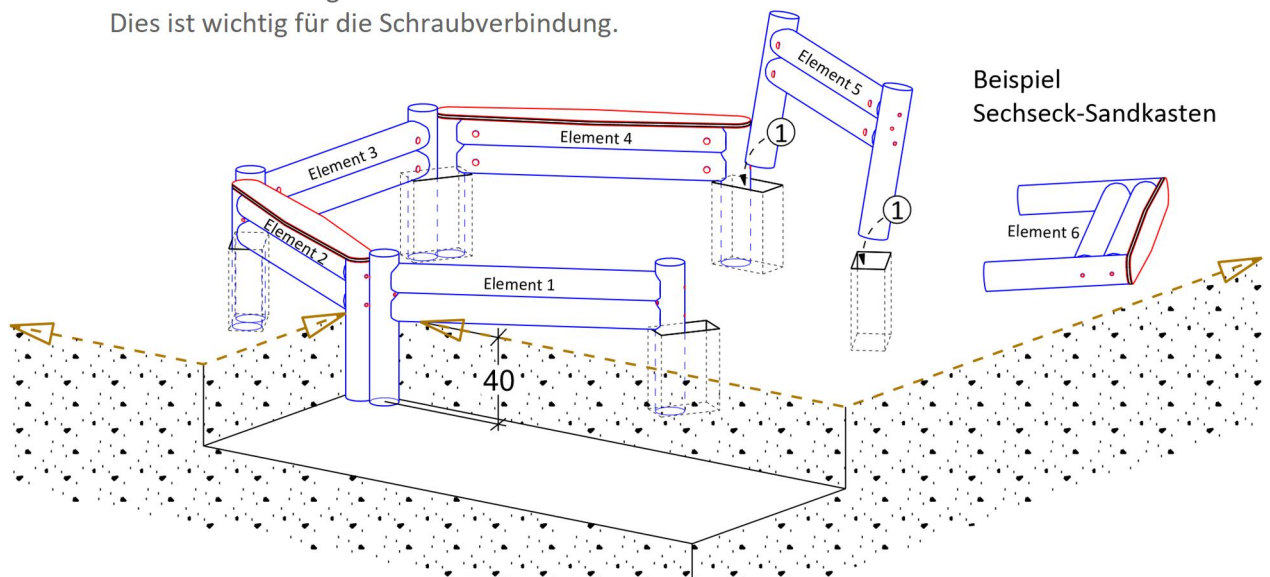 Dies ist wichtig für die Schraubverbindung.
Beispiel
Sechseck-Sandkasten
Element 5
1
Element 4
Element 3
1
Element 6
Element 2
Element 1
40